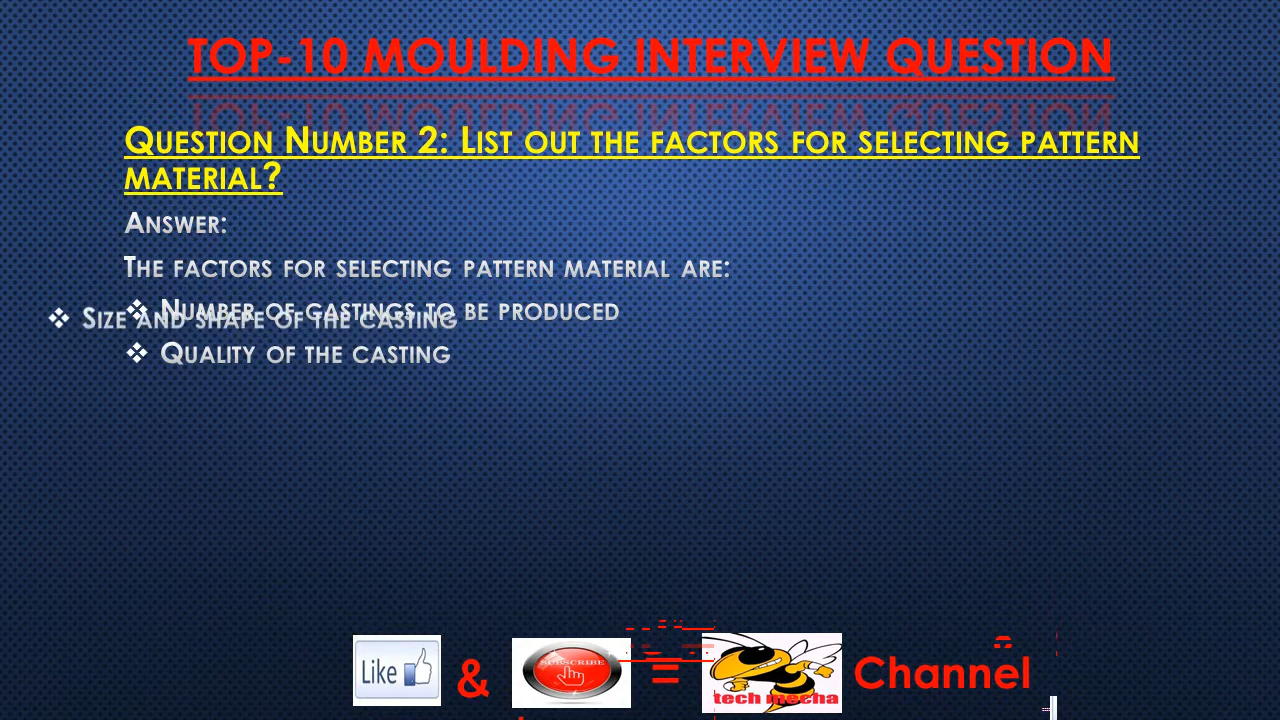 TOP-10 MOULDING INTERVIEW QUESTION
QUESTION NUMBER 2: LIST OUT THE FACTORS FOR SELECTING PATTERN
MATERIAL?
ANSWER:
THE FACTORS FOR SELECTING PATTERN MATERIAL ARE:
❖ NUMBER OF CASTINGS TO BE PRODUCED
❖ SIZE AND SHAPE OF THE CASTING
❖ QUALITY OF THE CASTING
Like & SUBSCRIBE = tech mecha Channel